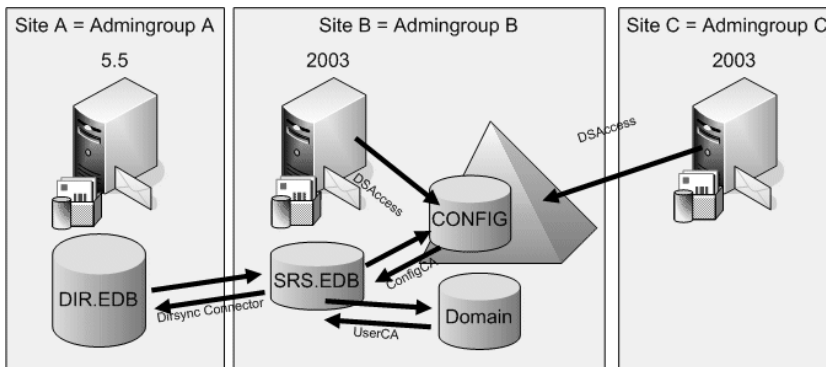 Site A = Admingroup A
Site B = Admingroup B
Site C = Admingroup C
5.5
2003
2003
DSAccess
DSAccess
CONFIG
ConfigCA
DIR.EDB
SRS.EDB
Dirsync Connector
Domain
UserCA